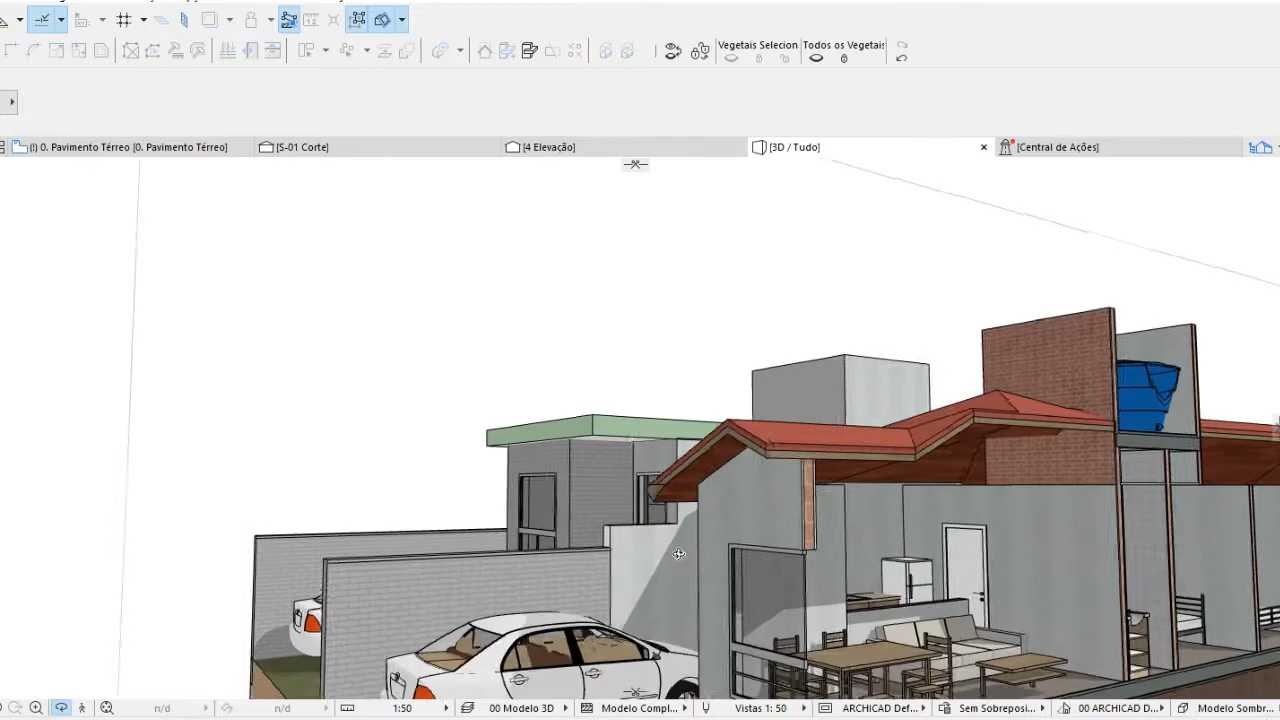 Vegetais Selecion
Todos os Vegetais
(!) 0. Pavimento Térreo [0. Pavimento Térreo]
[S-01 Corte]
[4 Elevação]
[3D / Tudo]
[Central de Ações]
n/d
n/d
1:50
00 Modelo 3D
Modelo Compl...
Vistas 1: 50
ARCHICAD Def...
Sem Sobreposi...
00 ARCHICAD D...
Modelo Sombr...